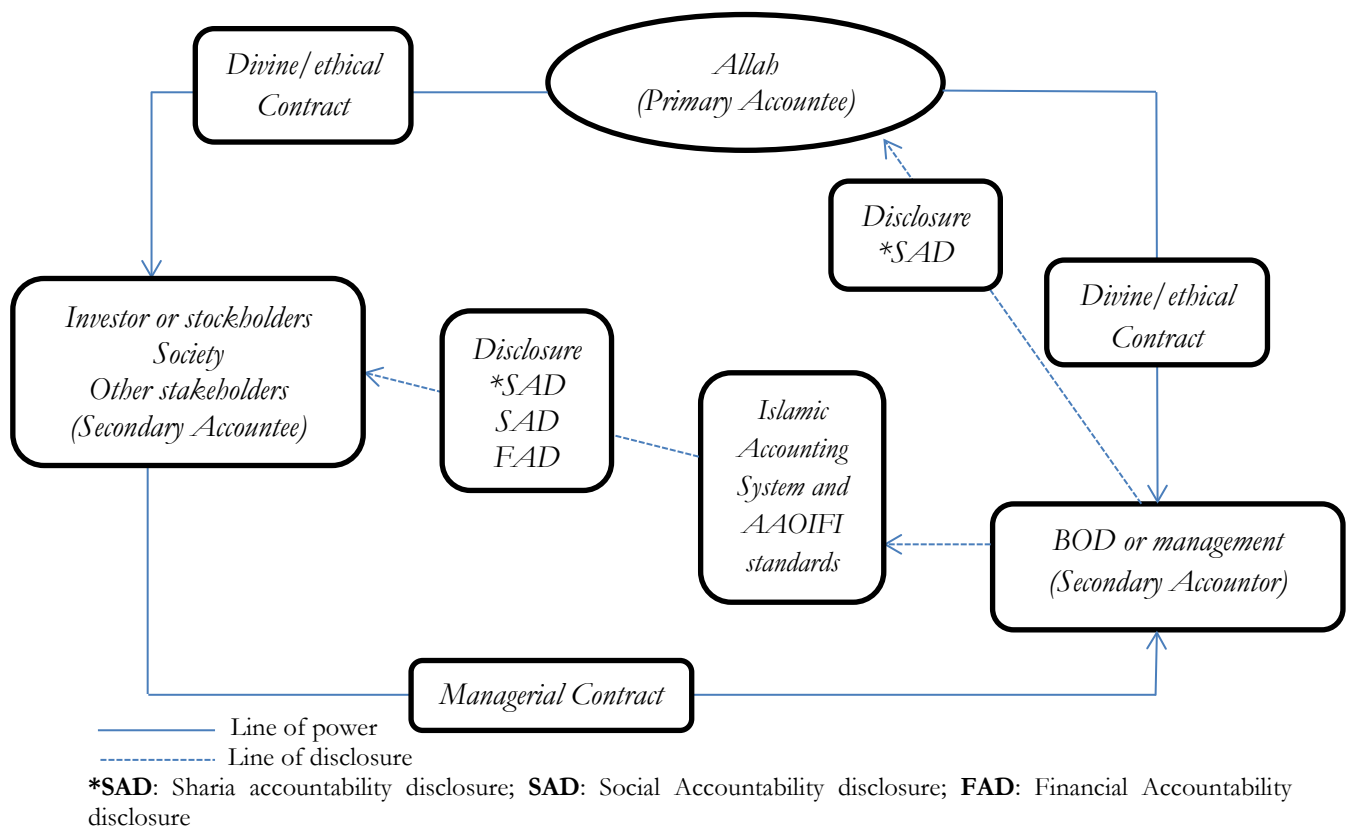 Divine/ethical
Contract
Allah
(Primary Accountee)
Disclosure
*SAD
Divine/ethical
Contract
Investor or stockholders
Society
Other stakeholders
(Secondary Accountee)
Disclosure
*SAD
SAD
FAD
Islamic
Accounting
System and
AAOIFI
standards
BOD or management
(Secondary Accountor)
Managerial Contract
Line of power
Line of disclosure
*SAD: Sharia accountability disclosure; SAD: Social Accountability disclosure; FAD: Financial Accountability
disclosure